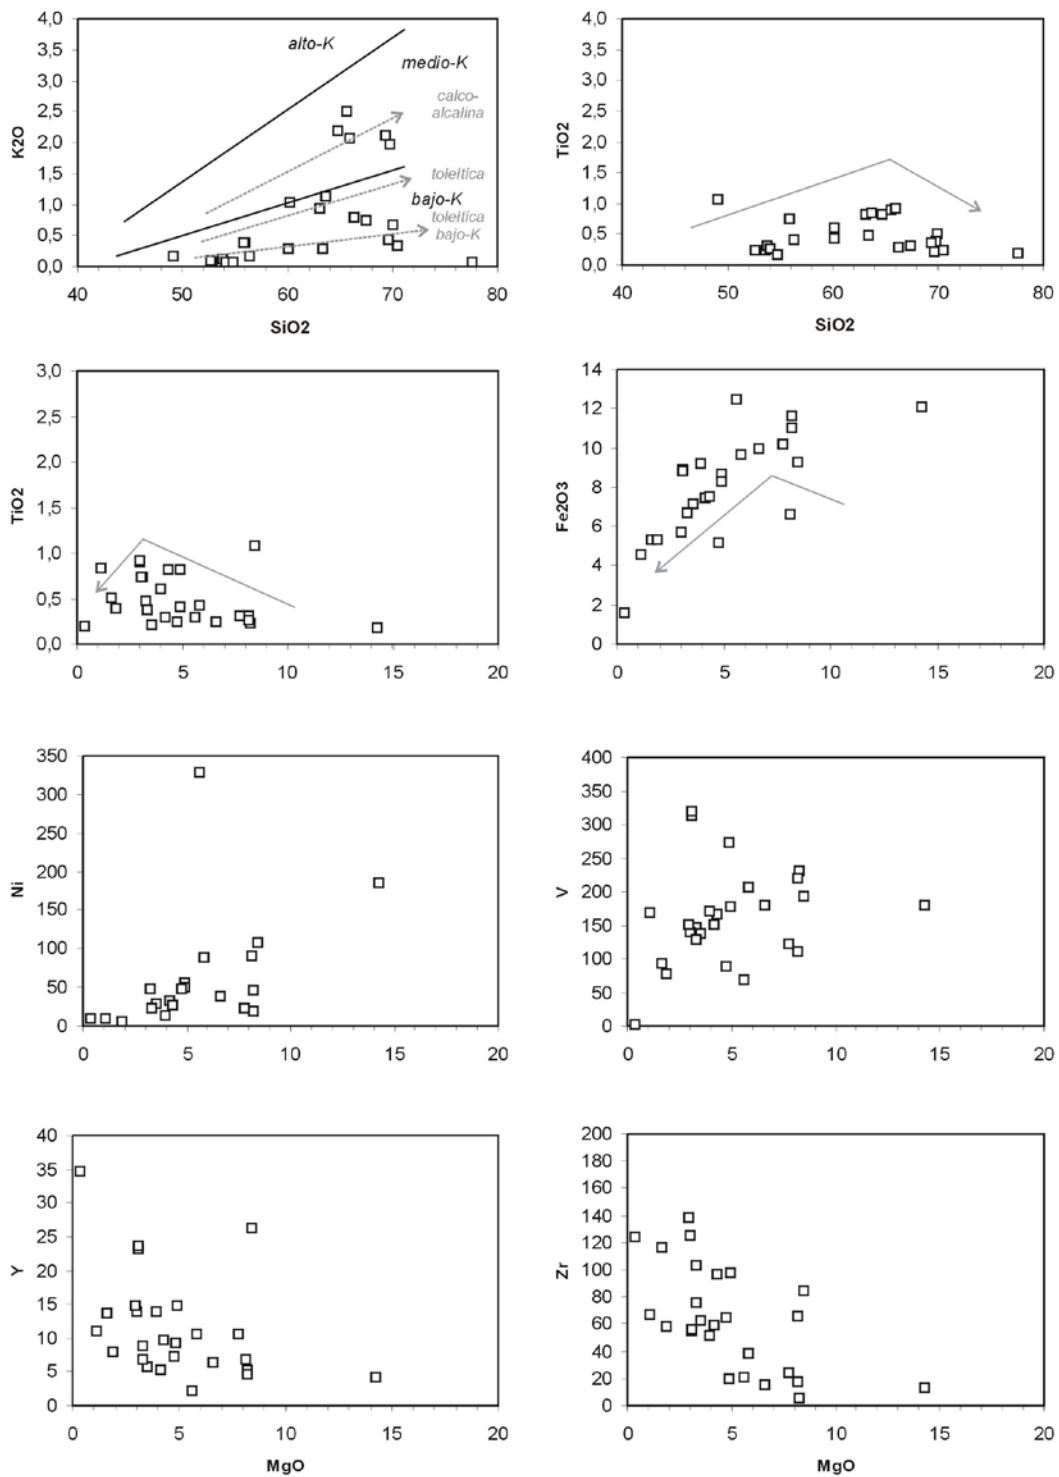 4,0
3,5
3,0
2,5
2,0
1,5
1,0
0,5
0,0
K2O
alto-K
medio-K
calco-
alcalina
toleítica
bajo-K
toleítica
bajo-K
40 50 60 70 80
SiO2
4,0
3,5
3,0
2,5
2,0
1,5
1,0
0,5
0,0
TiO2
40 50 60 70 80
SiO2
3,0
2,5
2,0
1,5
1,0
0,5
0,0
TiO2
0 5 10 15 20
14
12
10
8
6
4
2
0
Fe2O3
0 5 10 15 20
350
300
250
200
150
100
50
0
Ni
0 5 10 15 20
400
350
300
250
200
150
100
50
0
V
0 5 10 15 20
40
35
30
25
20
15
10
5
0
Y
0 5 10 15 20
MgO
200
180
160
140
120
100
80
60
40
20
0
Zr
0 5 10 15 20
MgO